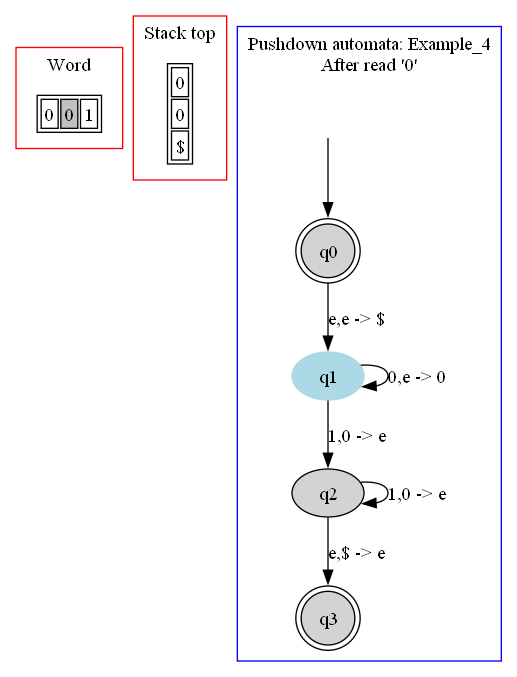 Word
0 0 1
Stack top
0
0
$
Pushdown automata: Example_4
After read '0'
q0
e,e -> $
q1
0,e -> 0
1,0 -> e
q2
1,0 -> e
e,$ -> e
q3